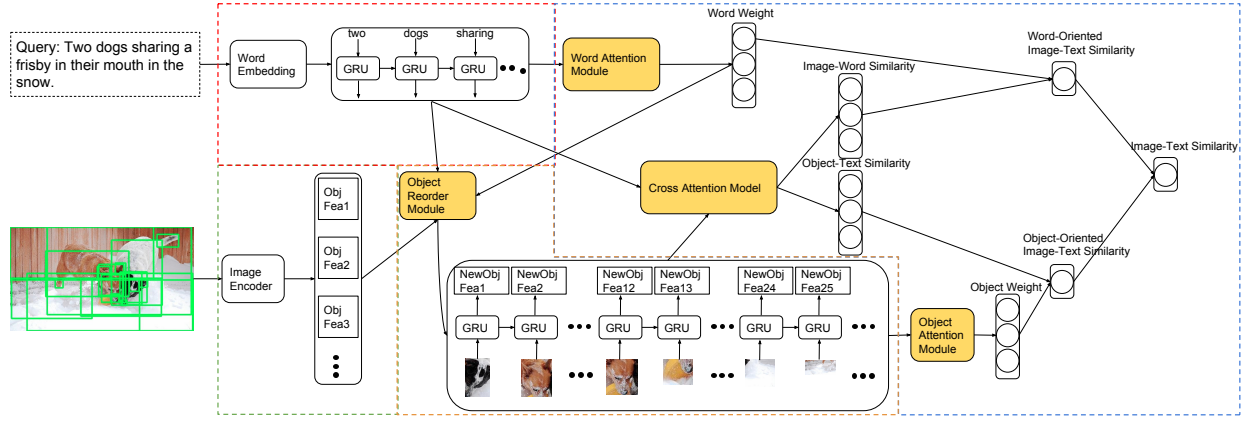 Query: Two dogs sharing a
frisby in their mouth in the
snow.
Word
Embedding
two
dogs
sharing
GRU
GRU
GRU
Word Attention
Module
Word Weight
Image-Word Similarity
Word-Oriented
Image-Text Similarity
Image-Text Similarity
Object-Text Similarity
Cross Attention Model
Object
Reorder
Module
Obj
Fea1
Obj
Fea2
Obj
Fea3
Image
Encoder
NewObj
Fea1
NewObj
Fea2
NewObj
Fea12
NewObj
Fea13
NewObj
Fea24
NewObj
Fea25
GRU
GRU
GRU
GRU
GRU
GRU
Object
Attention
Module
Object Weight
Object-Oriented
Image-Text Similarity